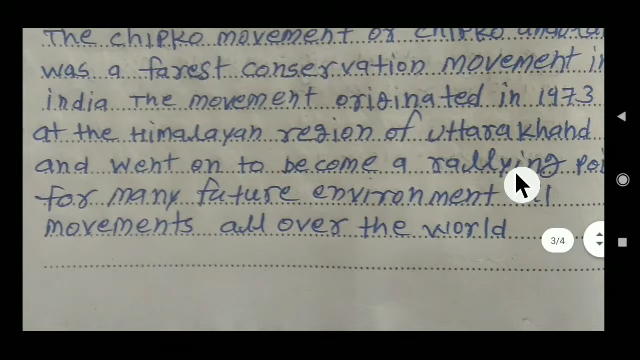 The chipko movement or chipko
was a farest conservation movement in
india The movement originated in 1973
at the Himalayan region of uttarakhand
and went on to become a rallying
for many future environment
movements all over the world
3/4